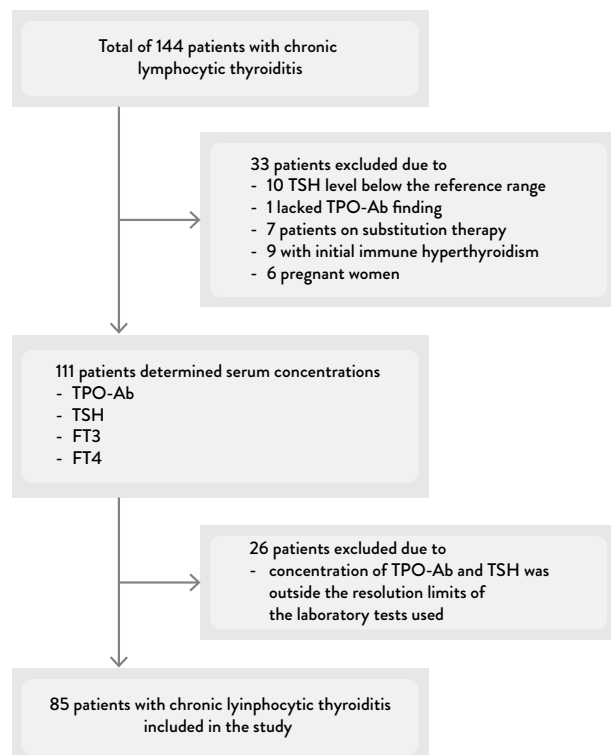 Total of 144 patients with chronic
lymphocytic thyroiditis
33 patients excluded due to
- 10 TSH level below the reference range
- 1 lacked TPO-Ab finding
- 7 patients on substitution therapy
- 9 with initial immune hyperthyroidism
- 6 pregnant women
111 patients determined serum concentrations
- TPO-Ab
- TSH
- FT3
- FT4
26 patients excluded due to
- concentration of TPO-Ab and TSH was
outside the resolution limits of
the laboratory tests used
85 patients with chronic lyinphocytic thyroiditis
included in the study